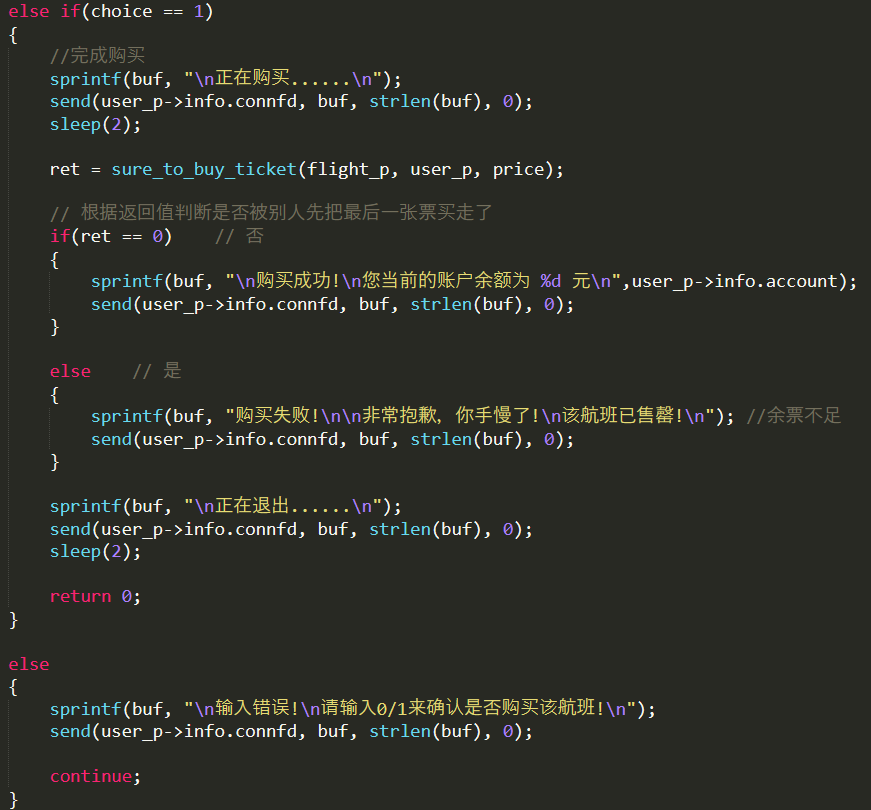 else if(choice == 1)
{
    //完成购买
    sprintf(buf, "\n正在购买......\n");
    send(user_p->info.connfd, buf, strlen(buf), 0);
    sleep(2);

    ret = sure_to_buy_ticket(flight_p, user_p, price);

    // 根据返回值判断是否被别人先把最后一张票买走了
    if(ret == 0)    // 否
    {
        sprintf(buf, "\n购买成功!\n您当前的账户余额为 %d 元\n",user_p->info.account);
        send(user_p->info.connfd, buf, strlen(buf), 0);
    }

    else    // 是
    {
        sprintf(buf, "购买失败!\n\n非常抱歉, 你手慢了!\n该航班已售罄!\n"); //余票不足
        send(user_p->info.connfd, buf, strlen(buf), 0);
    }

    sprintf(buf, "\n正在退出......\n");
    send(user_p->info.connfd, buf, strlen(buf), 0);
    sleep(2);

    return 0;
}

else
{
    sprintf(buf, "\n输入错误!\n请输入0/1来确认是否购买该航班!\n");
    send(user_p->info.connfd, buf, strlen(buf), 0);

    continue;
}